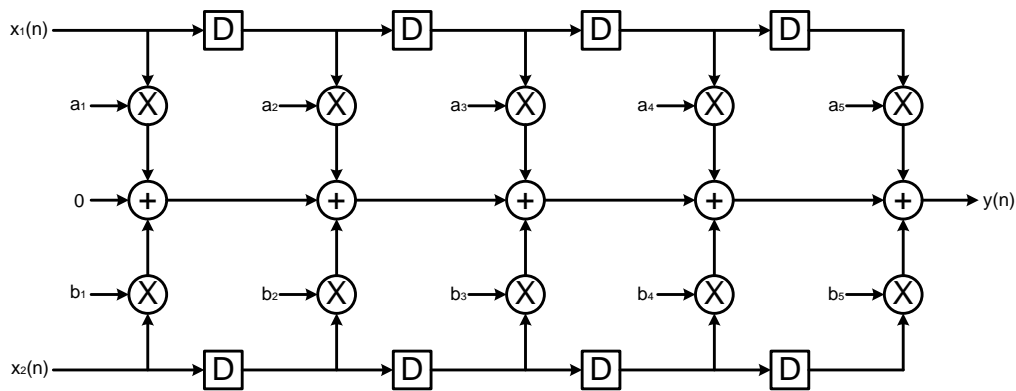 x₁(n) D D D D
a₁ X a₂ X a₃ X a₄ X a₅ X
0 + + + + + y(n)
b₁ X b₂ X b₃ X b₄ X b₅ X
x₂(n) D D D D